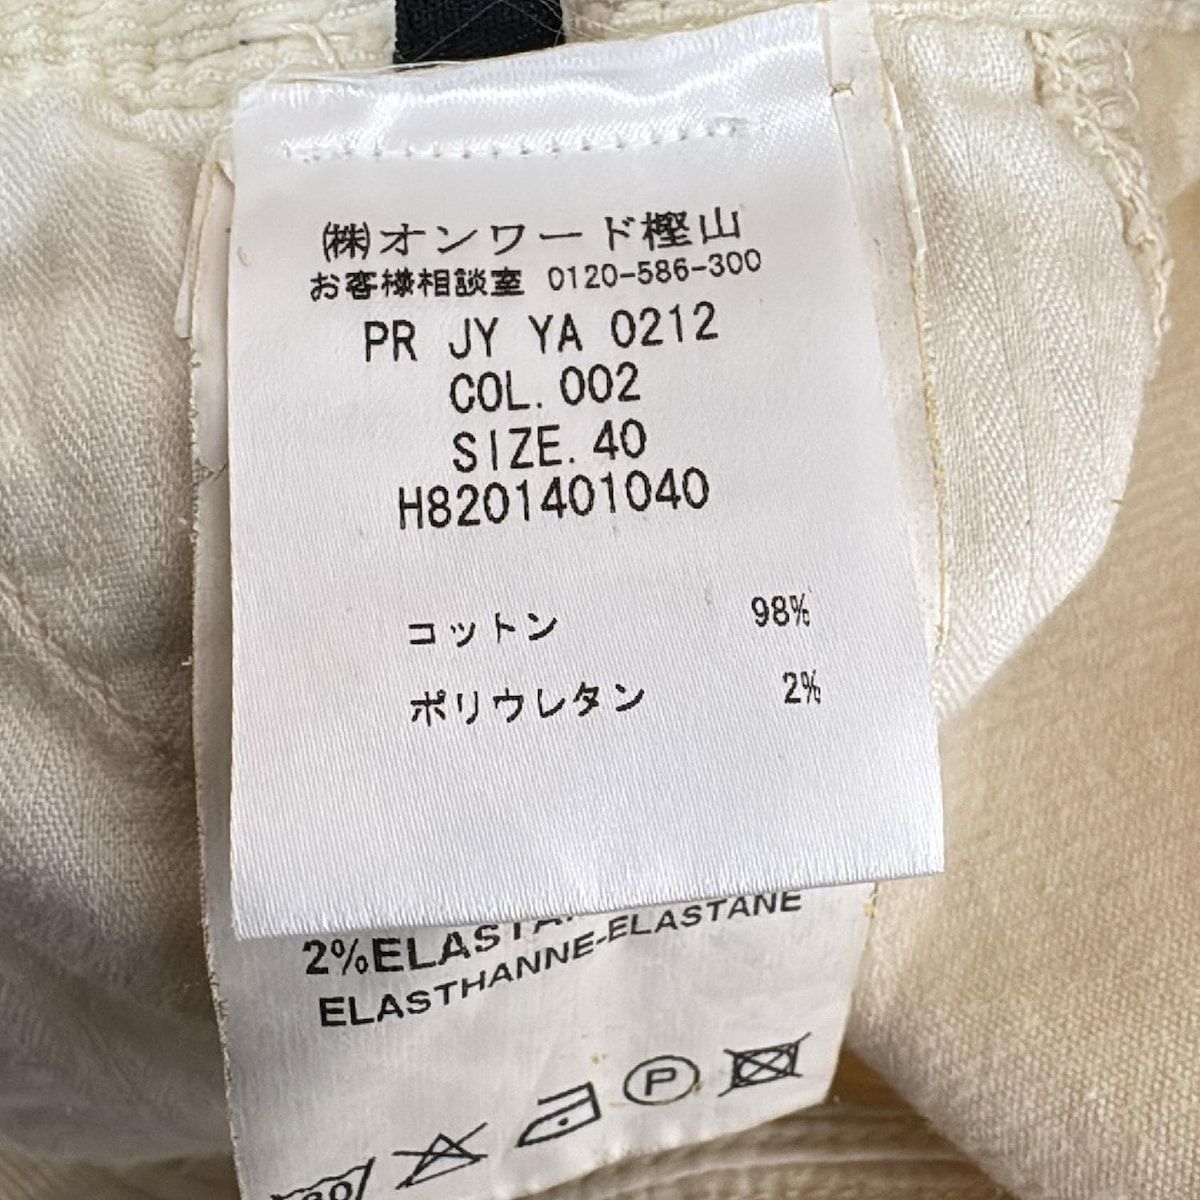 ㈱オンワード樫山
お客様相談室 0120-586-300
PR JY YA 0212
COL.002
SIZE.40
H8201401040
コットン 98%
ポリウレタン 2%
ELASTHANNE-ELASTANE
P